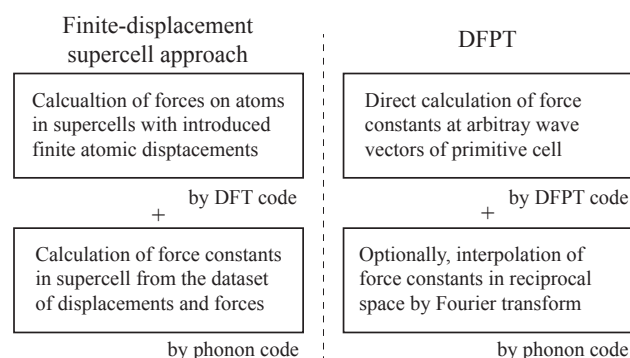 Finite-displacement
supercell approach
Calcualtion of forces on atoms
in supercells with introduced
finite atomic disptacements
by DFT code
+
Calculation of force constants
in supercell from the dataset
of displacements and forces
by phonon code
DFPT
Direct calculation of force
constants at arbitray wave
vectors of primitive cell
by DFPT code
+
Optionally, interpolation of
force constants in reciprocal
space by Fourier transform
by phonon code